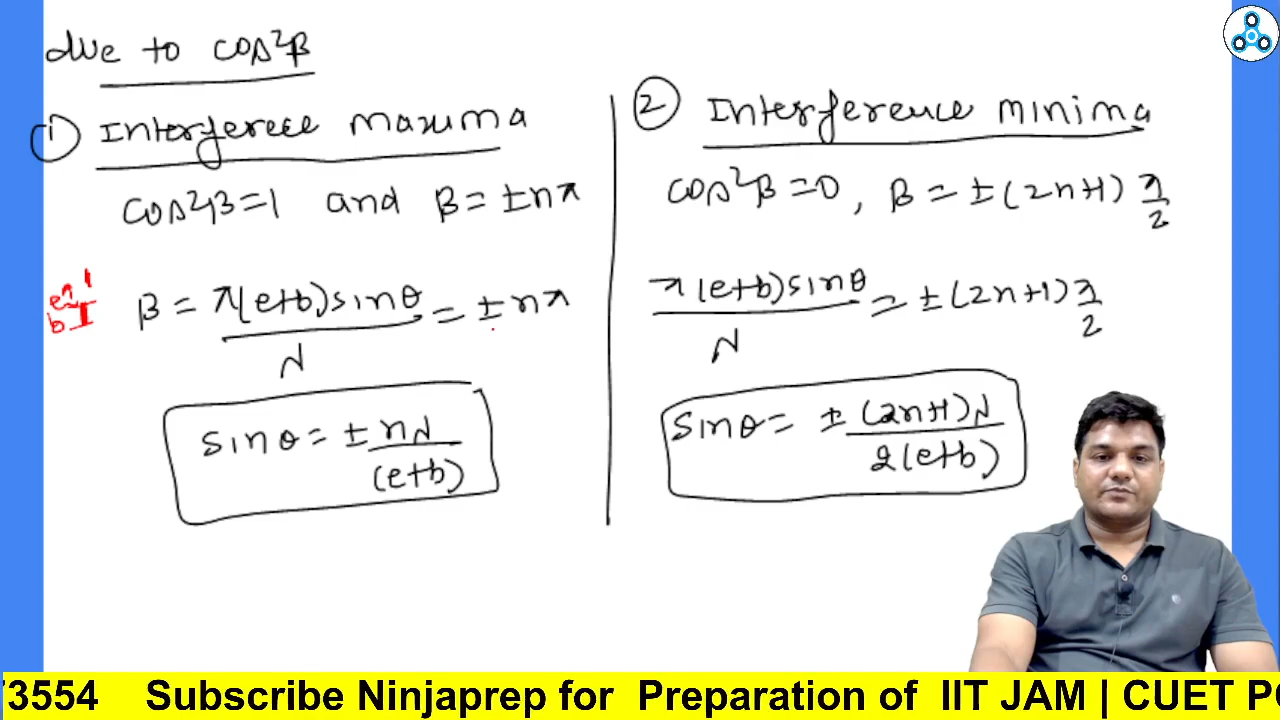 due to cos²β
① Interferece maxima
cos²β=1 and β=±nπ
e
b
β = π(e+b)sinθ/λ = ±nπ
sinθ = ± nλ/(e+b)
② Interference minima
cos²β=0, β=±(2n+1)π/2
π(e+b)sinθ/λ = ±(2n+1)π/2
sinθ= ±(2n+1)λ/2(e+b)
73554 Subscribe Ninjaprep for Preparation of IIT JAM | CUET P